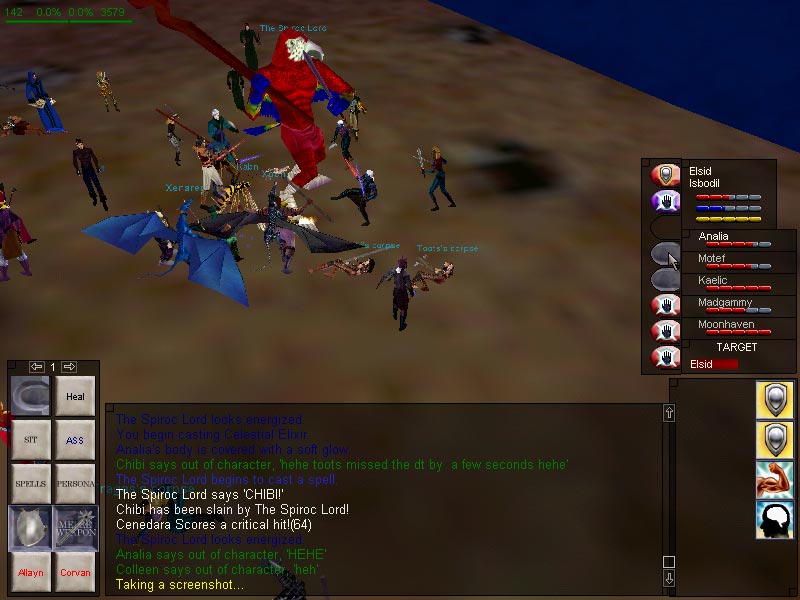 142 0.0% 0.0% 3579
The Spiroc Lord
Xenares
corpse
Toots's corpse
Elsid
Isbodil
Analia
Motef
Kaelic
Madgammy
Moonhaven
TARGET
Elsid
1
Heal
SIT
ASS
SPELLS
PERSONA
MELEE
WEAPON
Allayn
Corvan
The Spiroc Lord looks energized.
You begin casting Celestial Elixir.
Analia's body is covered with a soft glow.
Chibi says out of character, 'hehe toots missed the dt by a few seconds hehe'
The Spiroc Lord begins to cast a spell.
The Spiroc Lord says 'CHIBI!'
Chibi has been slain by The Spiroc Lord!
Cenedara Scores a critical hit!(64)
The Spiroc Lord looks energized.
Analia says out of character, 'HEHE'
Colleen says out of character, 'heh'
Taking a screenshot...